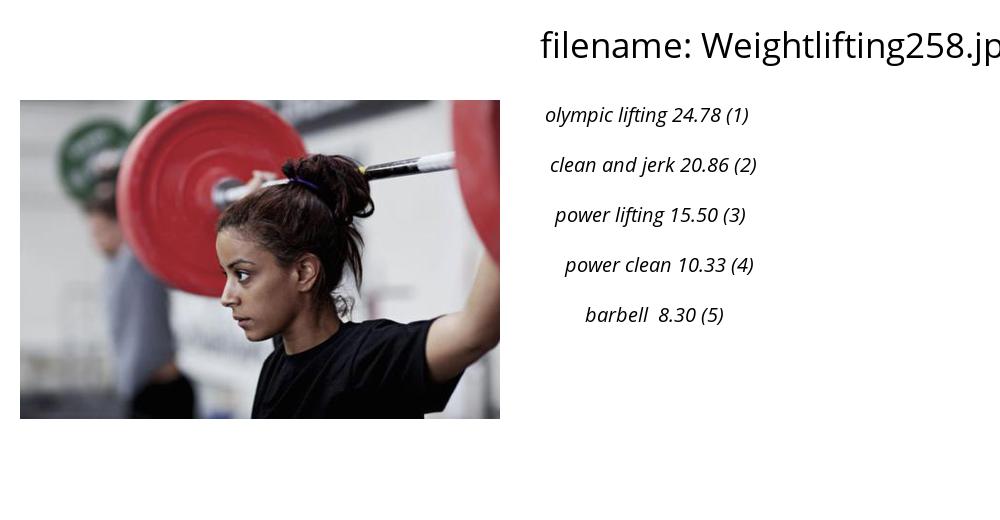 filename: Weightlifting258.jp
olympic lifting 24.78 (1)
clean and jerk 20.86 (2)
power lifting 15.50 (3)
power clean 10.33 (4)
barbell  8.30 (5)